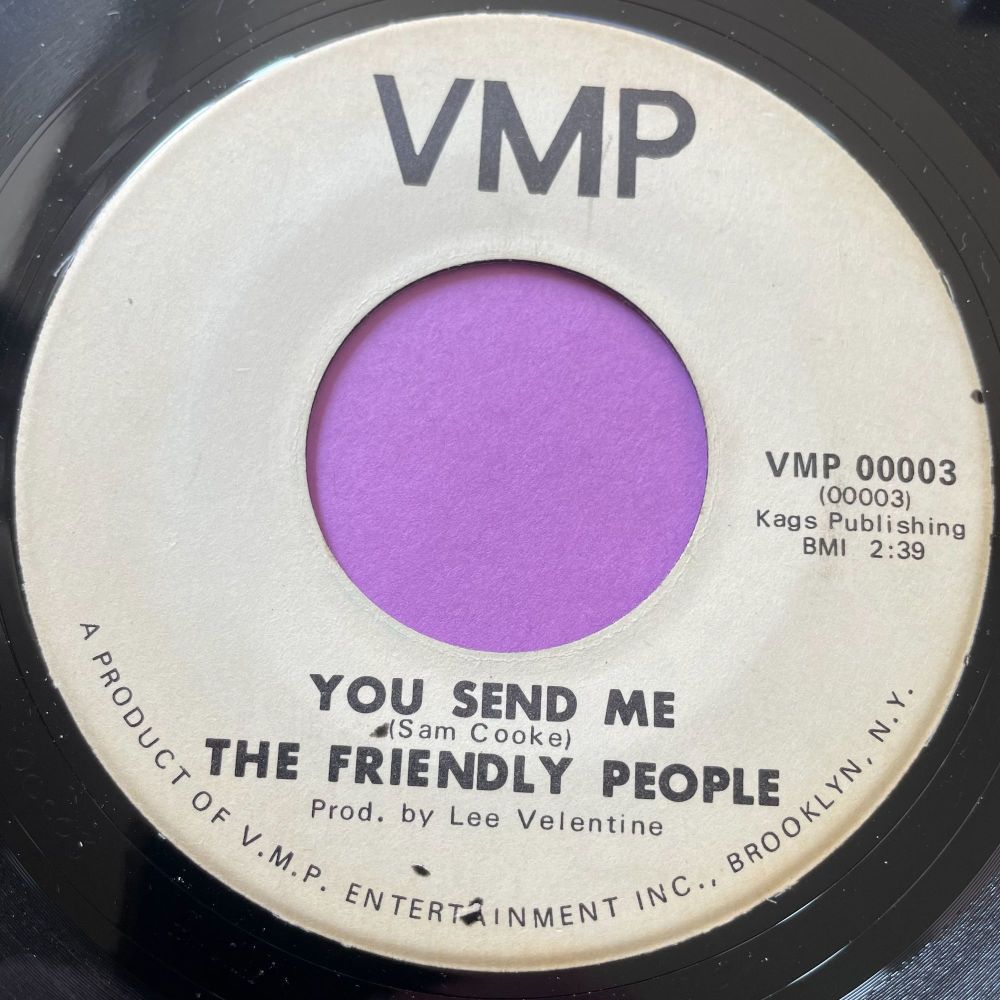 VMP
VMP 00003
(00003)
Kags Publishing
BMI 2:39
YOU SEND ME
(Sam Cooke)
THE FRIENDLY PEOPLE
Prod. by Lee Velentine
A PRODUCT OF V.M.P. ENTERTAINMENT INC., BROOKLYN, N.Y.